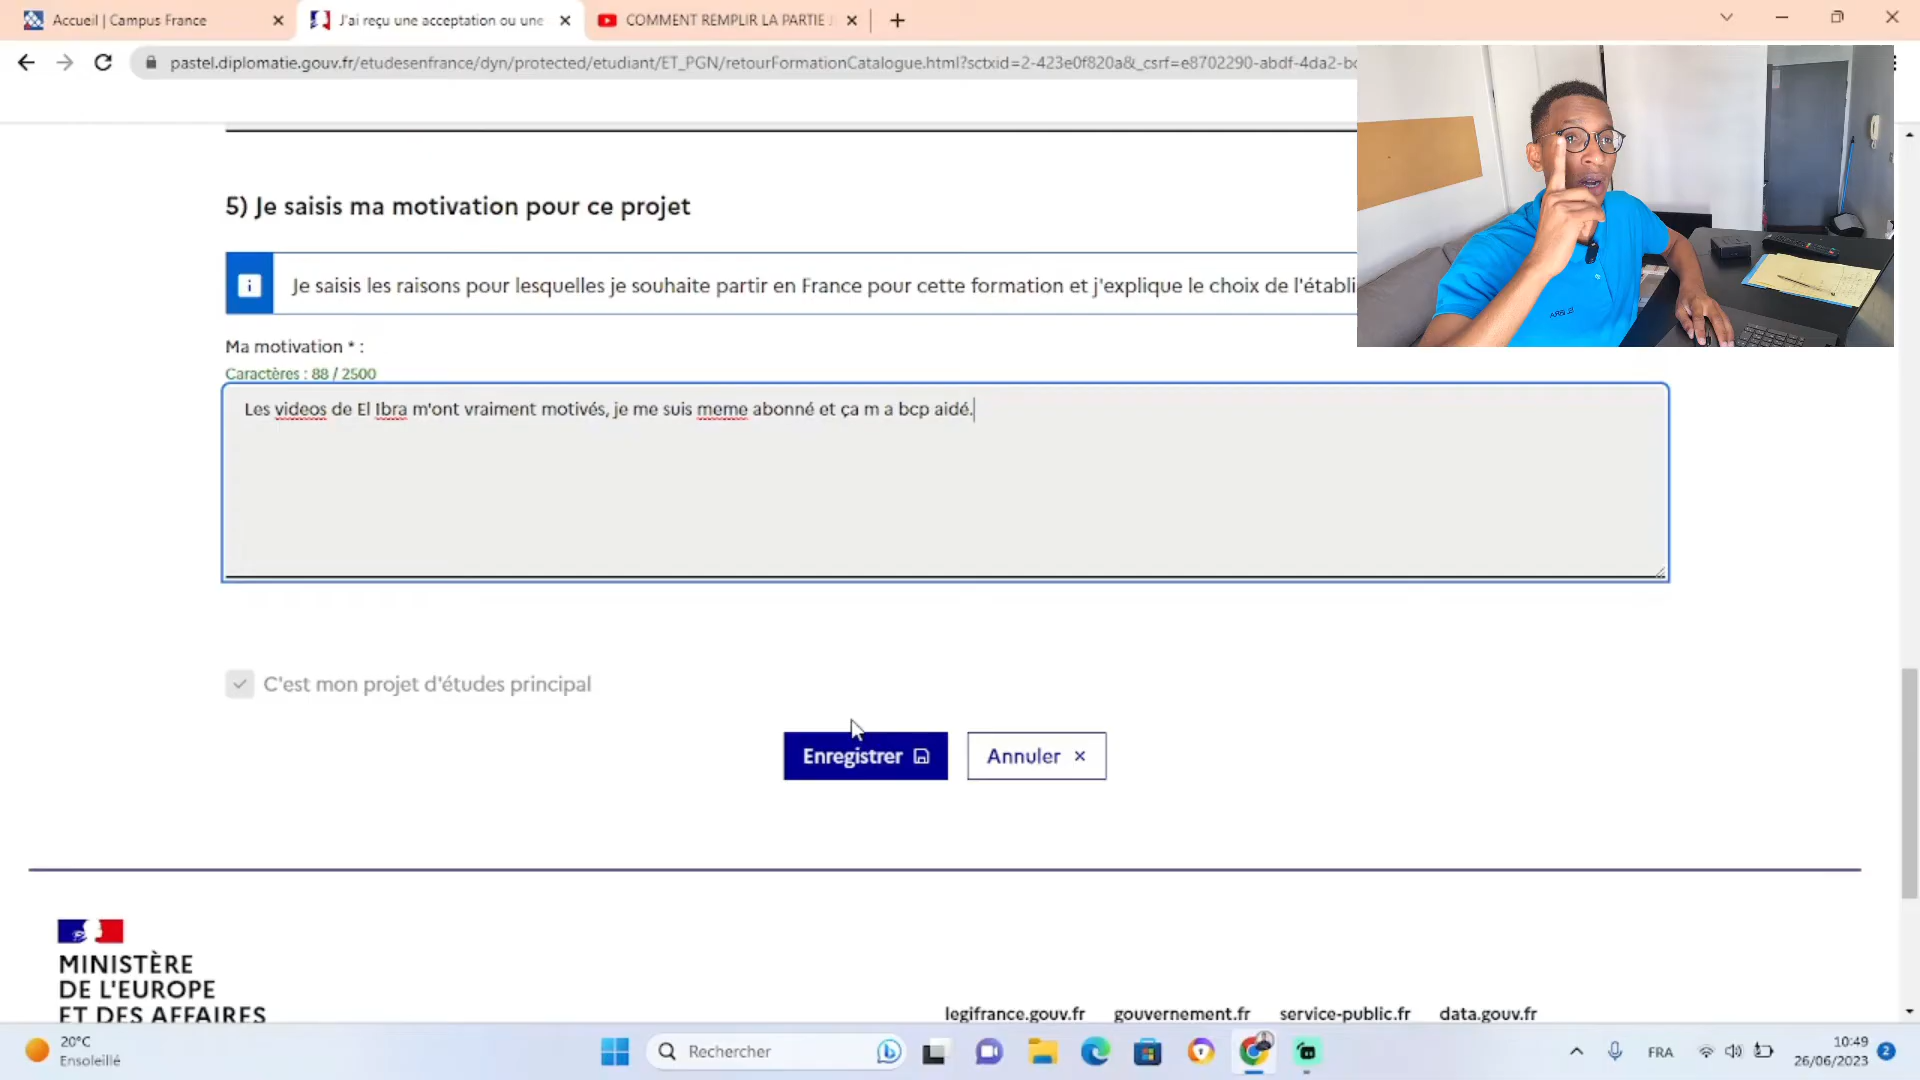 Accueil | Campus France
J'ai reçu une acceptation ou une
COMMENT REMPLIR LA PARTIE
pastel.diplomatie.gouv.fr/etudesenfrance/dyn/protected/etudiant/ET_PGN/retourFormationCatalogue.html?sctxid=2-423e0f820a&_csrf=e8702290-abdf-4da2-bc
5) Je saisis ma motivation pour ce projet
i
Je saisis les raisons pour lesquelles je souhaite partir en France pour cette formation et j'explique le choix de l'établi
Ma motivation * :
Caractères : 88 / 2500
Les videos de El Ibra m'ont vraiment motivés, je me suis meme abonné et ça m a bcp aidé.
C'est mon projet d'études principal
Enregistrer
Annuler ×
MINISTÈRE
DE L'EUROPE
ET DES AFFAIRES
legifrance.gouv.fr gouvernement.fr service-public.fr data.gouv.fr
20°C
Ensoleillé
Rechercher
FRA
10:49
26/06/2023
2